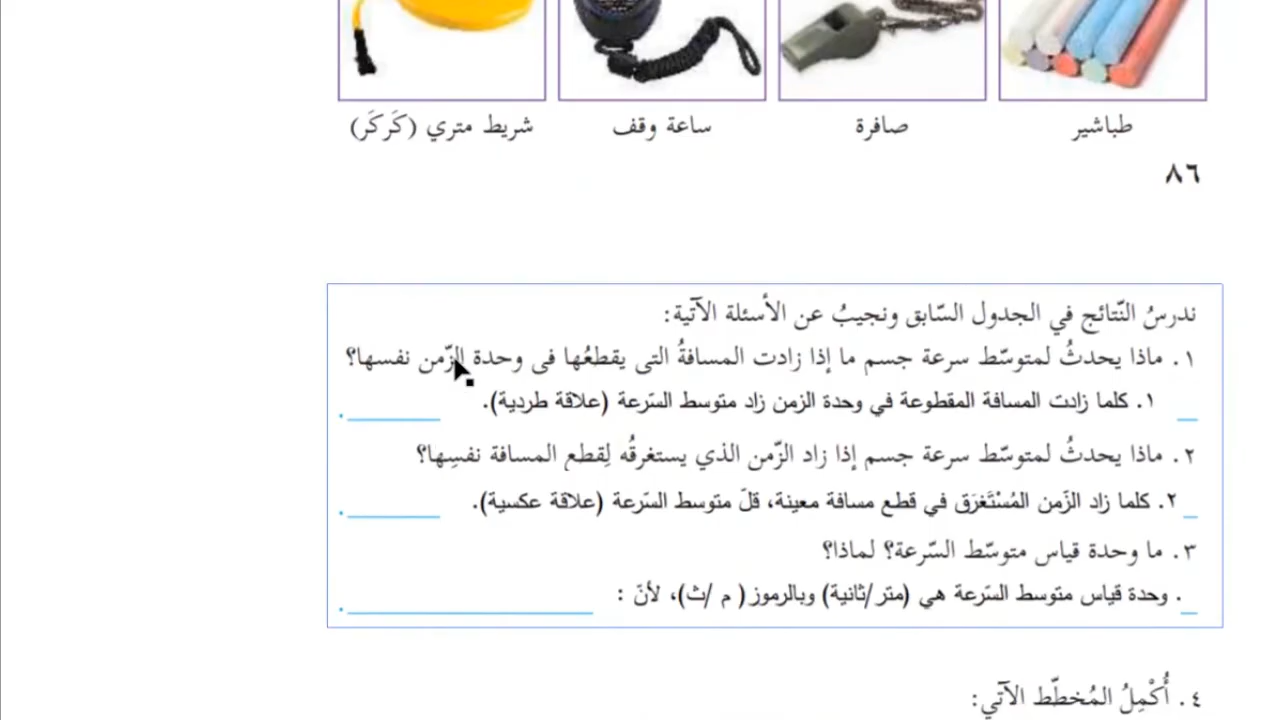 طباشير
صافرة
ساعة وقف
شريط متري (كَركَر)
٨٦
ندرسُ النّتائج في الجدول السّابق ونجيبُ عن الأسئلة الآتية:
١. ماذا يحدثُ لمتوسّط سرعة جسم ما إذا زادت المسافةُ التى يقطعُها فى وحدة الزّمن نفسها؟
١. كلما زادت المسافة المقطوعة في وحدة الزمن زاد متوسط السّرعة (علاقة طردية).
٢. ماذا يحدثُ لمتوسّط سرعة جسم إذا زاد الزّمن الذي يستغرقُه لِقطع المسافة نفسِها؟
٢. كلما زاد الزّمن المُسْتَغرَق في قطع مسافة معينة، قلّ متوسط السّرعة (علاقة عكسية).
٣. ما وحدة قياس متوسّط السّرعة؟ لماذا؟
. وحدة قياس متوسط السّرعة هي (متر/ثانية) وبالرموز( م /ث)، لأنّ :
٤. أُكْمِلُ المُخطّط الآتي: